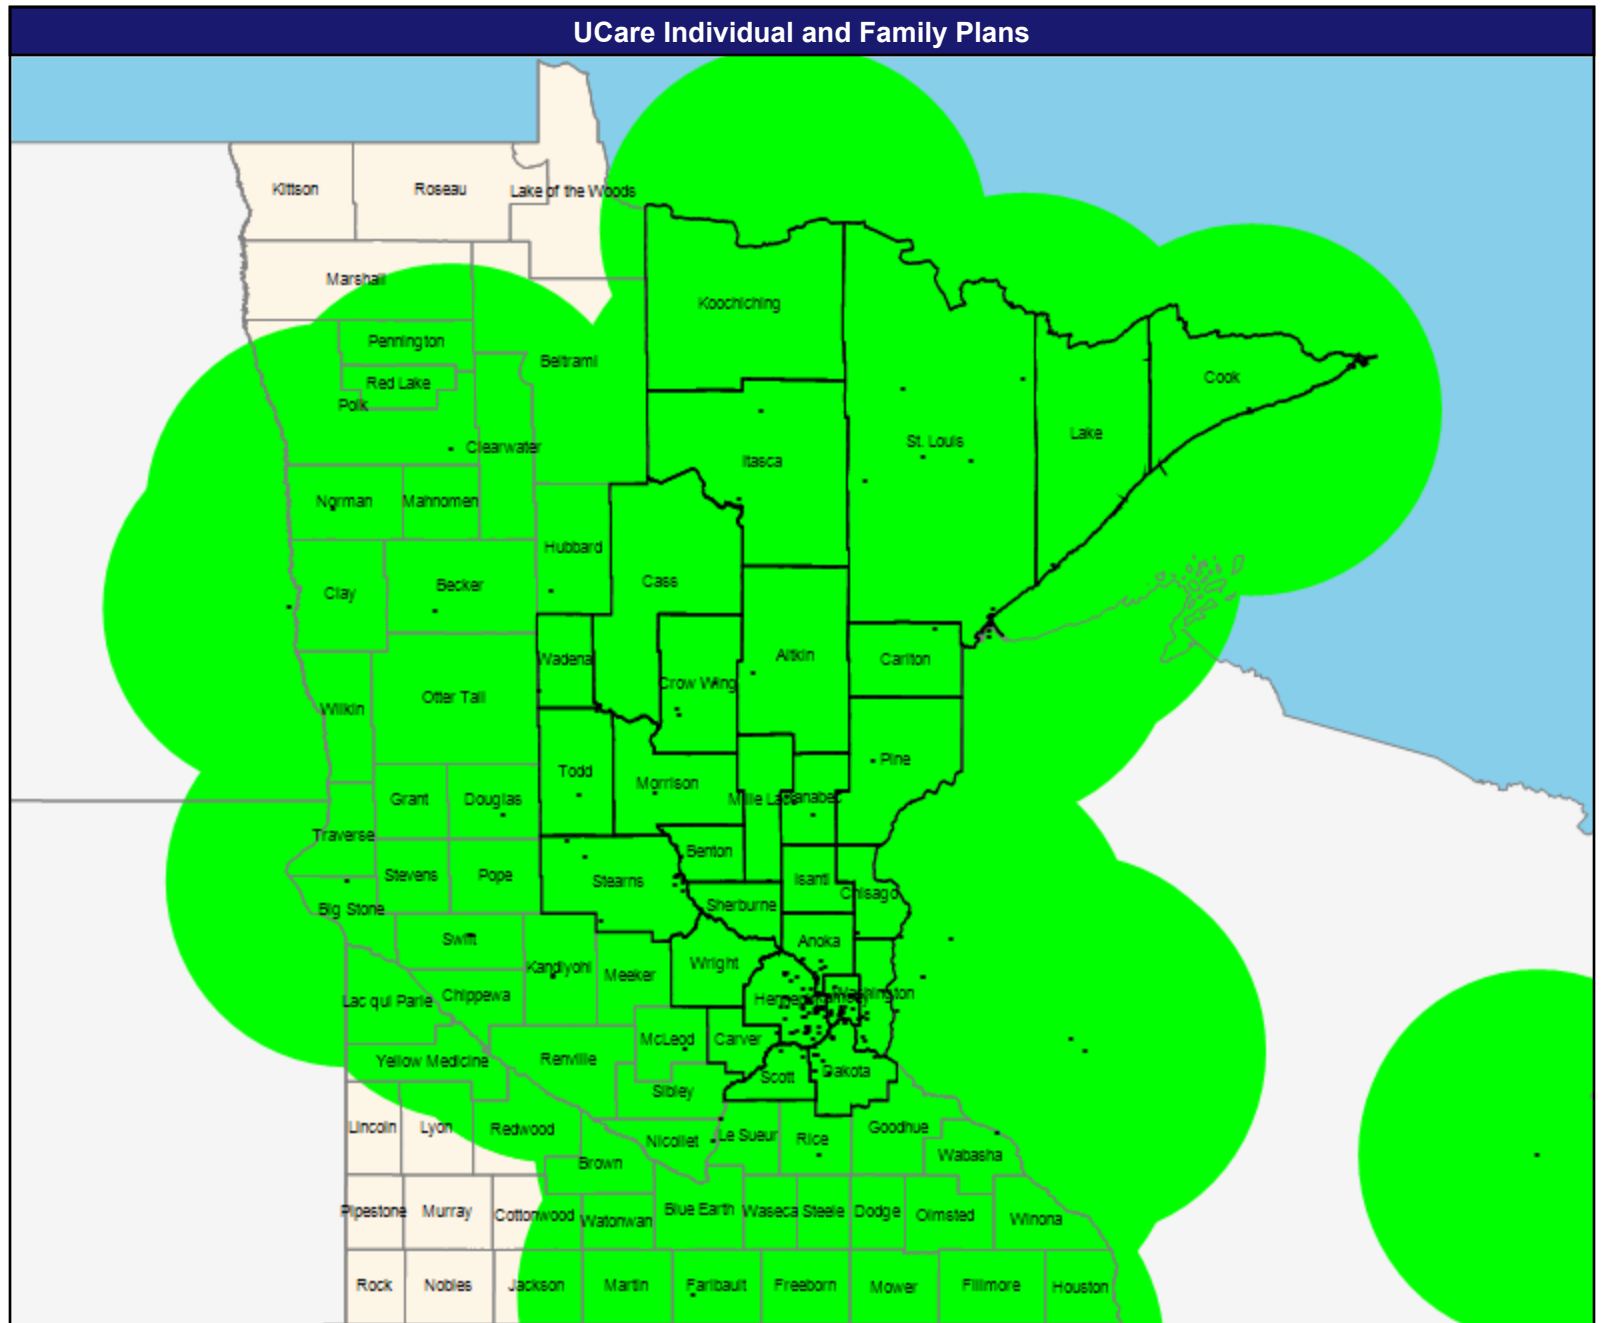 UCare Individual and Family Plans
Kittson
Roseau
Lake of the Woods
Marshall
Koochiching
Pennington
Beltrami
Red Lake
Polk
Cook
Clearwater
St. Louis
Lake
Itasca
Norman
Mahnomen
Hubbard
Cass
Clay
Becker
Wadena
Aitkin
Carlton
Crow Wing
Otter Tail
Wilkin
Todd
Morrison
Pine
Grant
Douglas
Mille Lacs
Kanabec
Traverse
Benton
Stevens
Pope
Stearns
Isanti
Chisago
Big Stone
Sherburne
Swift
Anoka
Kandiyohi
Meeker
Wright
Lac qui Parle
Chippewa
Hennepin
Ramsey
Washington
McLeod
Carver
Yellow Medicine
Renville
Scott
Dakota
Sibley
Lincoln
Lyon
Redwood
Nicollet
Le Sueur
Rice
Goodhue
Wabasha
Brown
Pipestone
Murray
Cottonwood
Watonwan
Blue Earth
Waseca
Steele
Dodge
Olmsted
Winona
Rock
Nobles
Jackson
Martin
Faribault
Freeborn
Mower
Fillmore
Houston